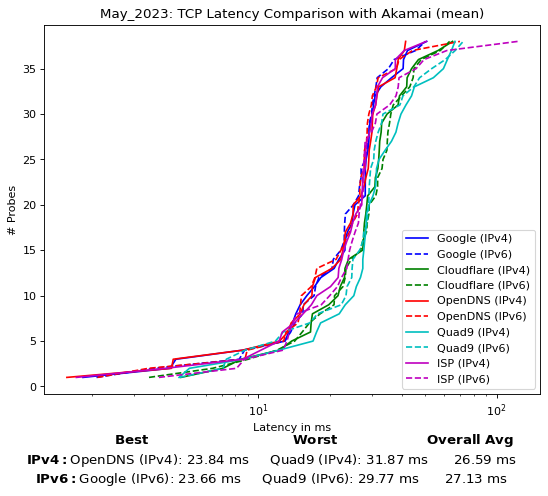 May_2023: TCP Latency Comparison with Akamai (mean)
# Probes
35
30
25
20
15
10
5
0
Google (IPv4)
Google (IPv6)
Cloudflare (IPv4)
Cloudflare (IPv6)
OpenDNS (IPv4)
OpenDNS (IPv6)
Quad9 (IPv4)
Quad9 (IPv6)
ISP (IPv4)
ISP (IPv6)
10¹ 10²
Latency in ms
Best Worst Overall Avg
IPv4: OpenDNS (IPv4): 23.84 ms Quad9 (IPv4): 31.87 ms 26.59 ms
IPv6: Google (IPv6): 23.66 ms Quad9 (IPv6): 29.77 ms 27.13 ms